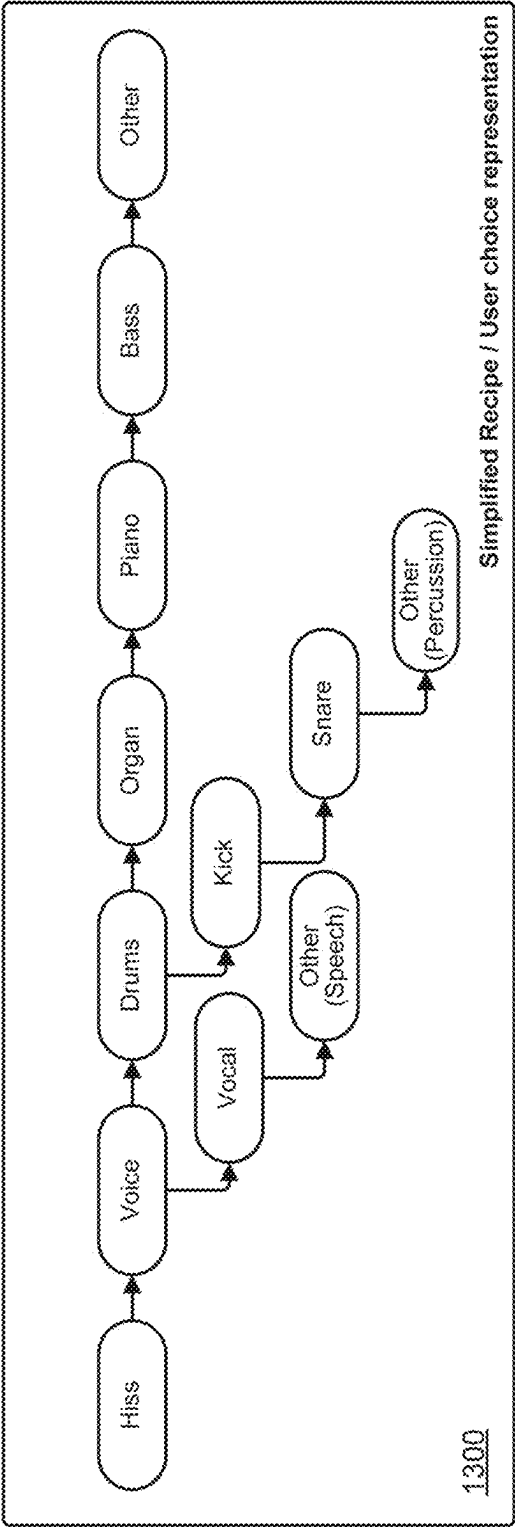 Hiss
Voice
Drums
Organ
Piano
Bass
Other
Vocal
Kick
Other
(Speech)
Snare
Other
(Percussion)
1300
Simplified Recipe / User choice representation